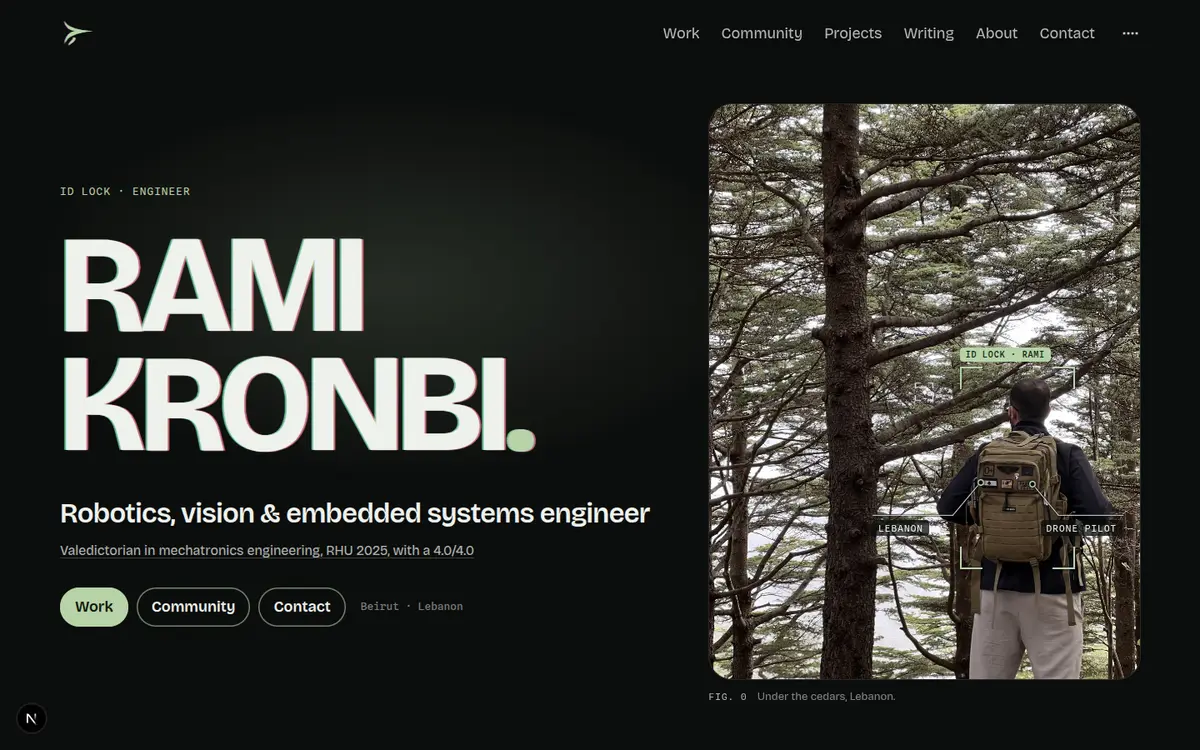 Work Community Projects Writing About Contact
ID LOCK · ENGINEER
RAMI
KRONBI.
Robotics, vision & embedded systems engineer
Valedictorian in mechatronics engineering, RHU 2025, with a 4.0/4.0
Work Community Contact Beirut · Lebanon
ID LOCK · RAMI
LEBANON
DRONE PILOT
FIG. 0 Under the cedars, Lebanon.
N